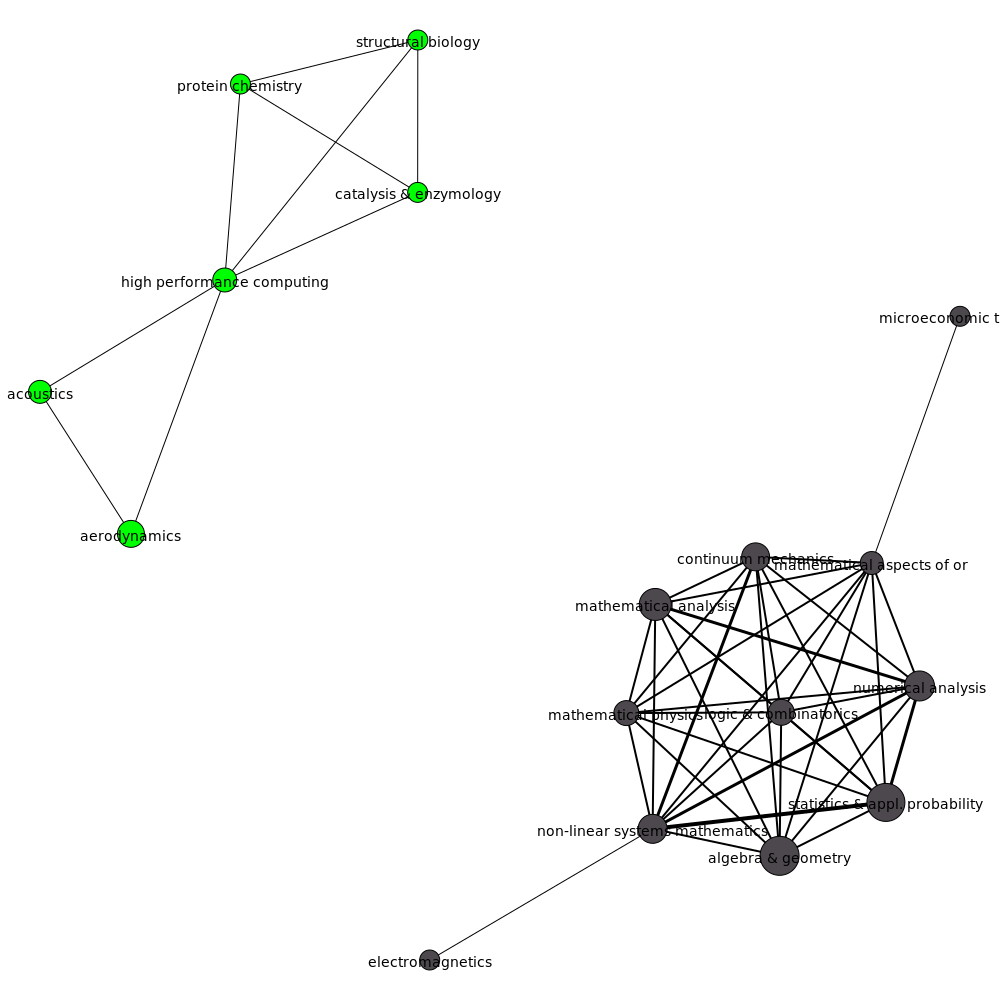 structural biology
protein chemistry
catalysis & enzymology
high performance computing
microeconomic t
acoustics
aerodynamics
continuum mechanics
mathematical aspects of or
mathematical analysis
numerical analysis
mathematical physics
logic & combinatorics
statistics & appl. probability
non-linear systems mathematics
algebra & geometry
electromagnetics